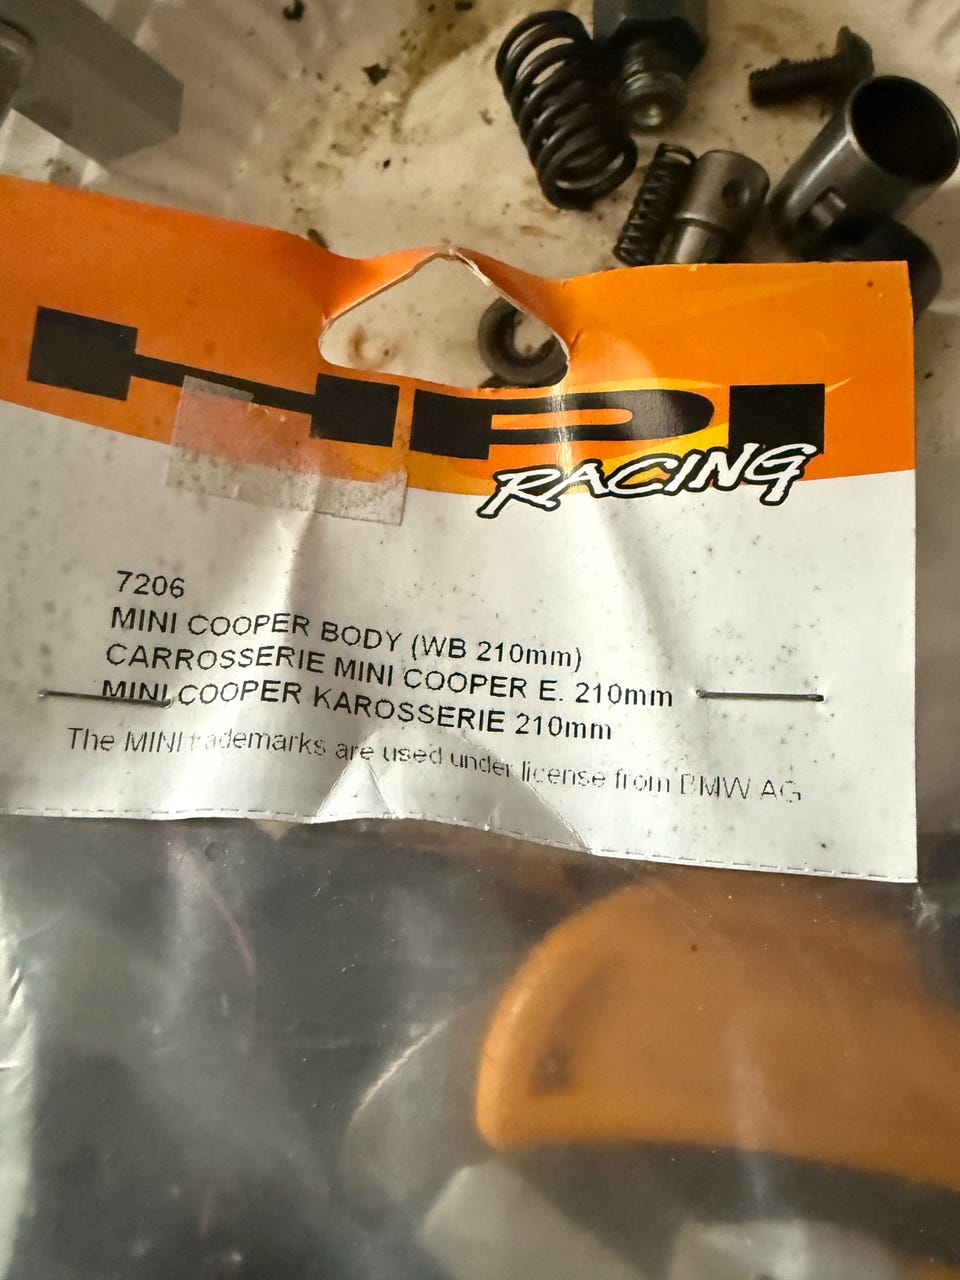 HPI
RACING
7206
MINI COOPER BODY (WB 210mm)
CARROSSERIE MINI COOPER E. 210mm
MINI COOPER KAROSSERIE 210mm
The MINI trademarks are used under license from BMW AG